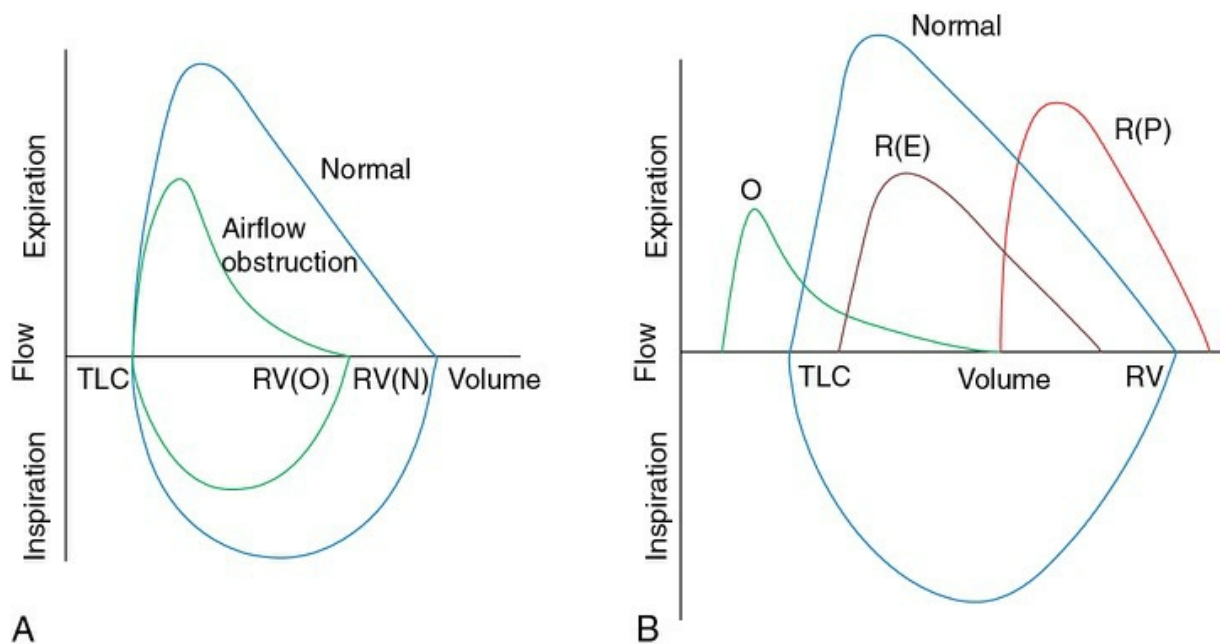 Expiration
Flow
Inspiration
Normal
Airflow
obstruction
TLC
RV(O)
RV(N)
Volume
A
Expiration
Flow
Inspiration
Normal
R(P)
R(E)
O
TLC
Volume
RV
B